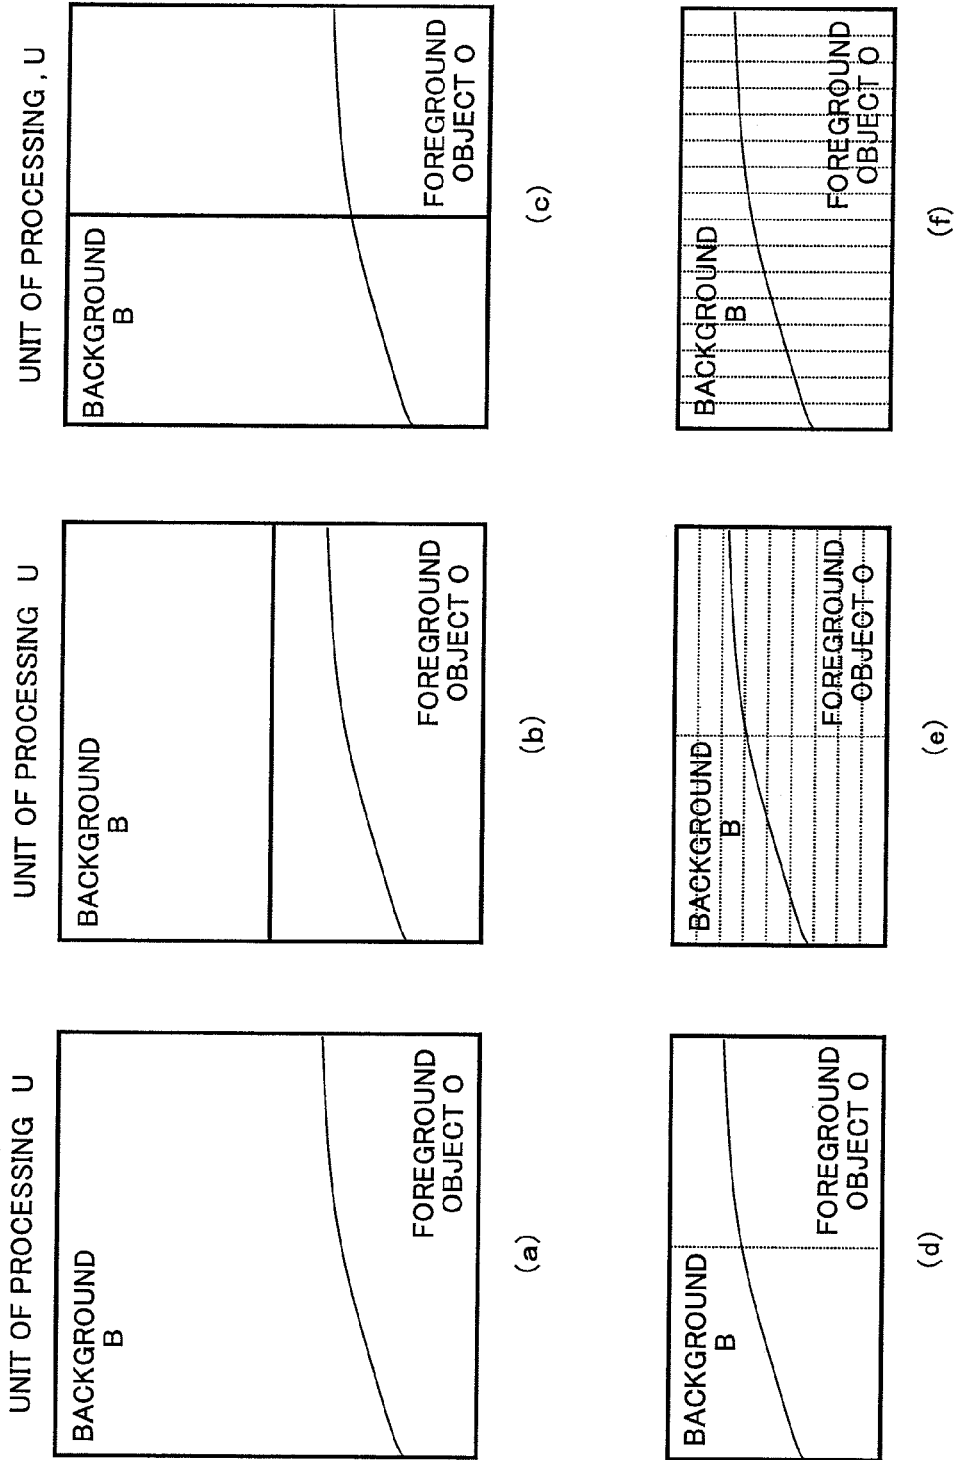 UNIT OF PROCESSING U
BACKGROUND
B
FOREGROUND
OBJECT O
(a)
UNIT OF PROCESSING U
BACKGROUND
B
FOREGROUND
OBJECT O
(b)
UNIT OF PROCESSING , U
BACKGROUND
B
FOREGROUND
OBJECT O
(c)
BACKGROUND
B
FOREGROUND
OBJECT O
(d)
BACKGROUND
B
FOREGROUND
OBJECT O
(e)
BACKGROUND
B
FOREGROUND
OBJECT O
(f)